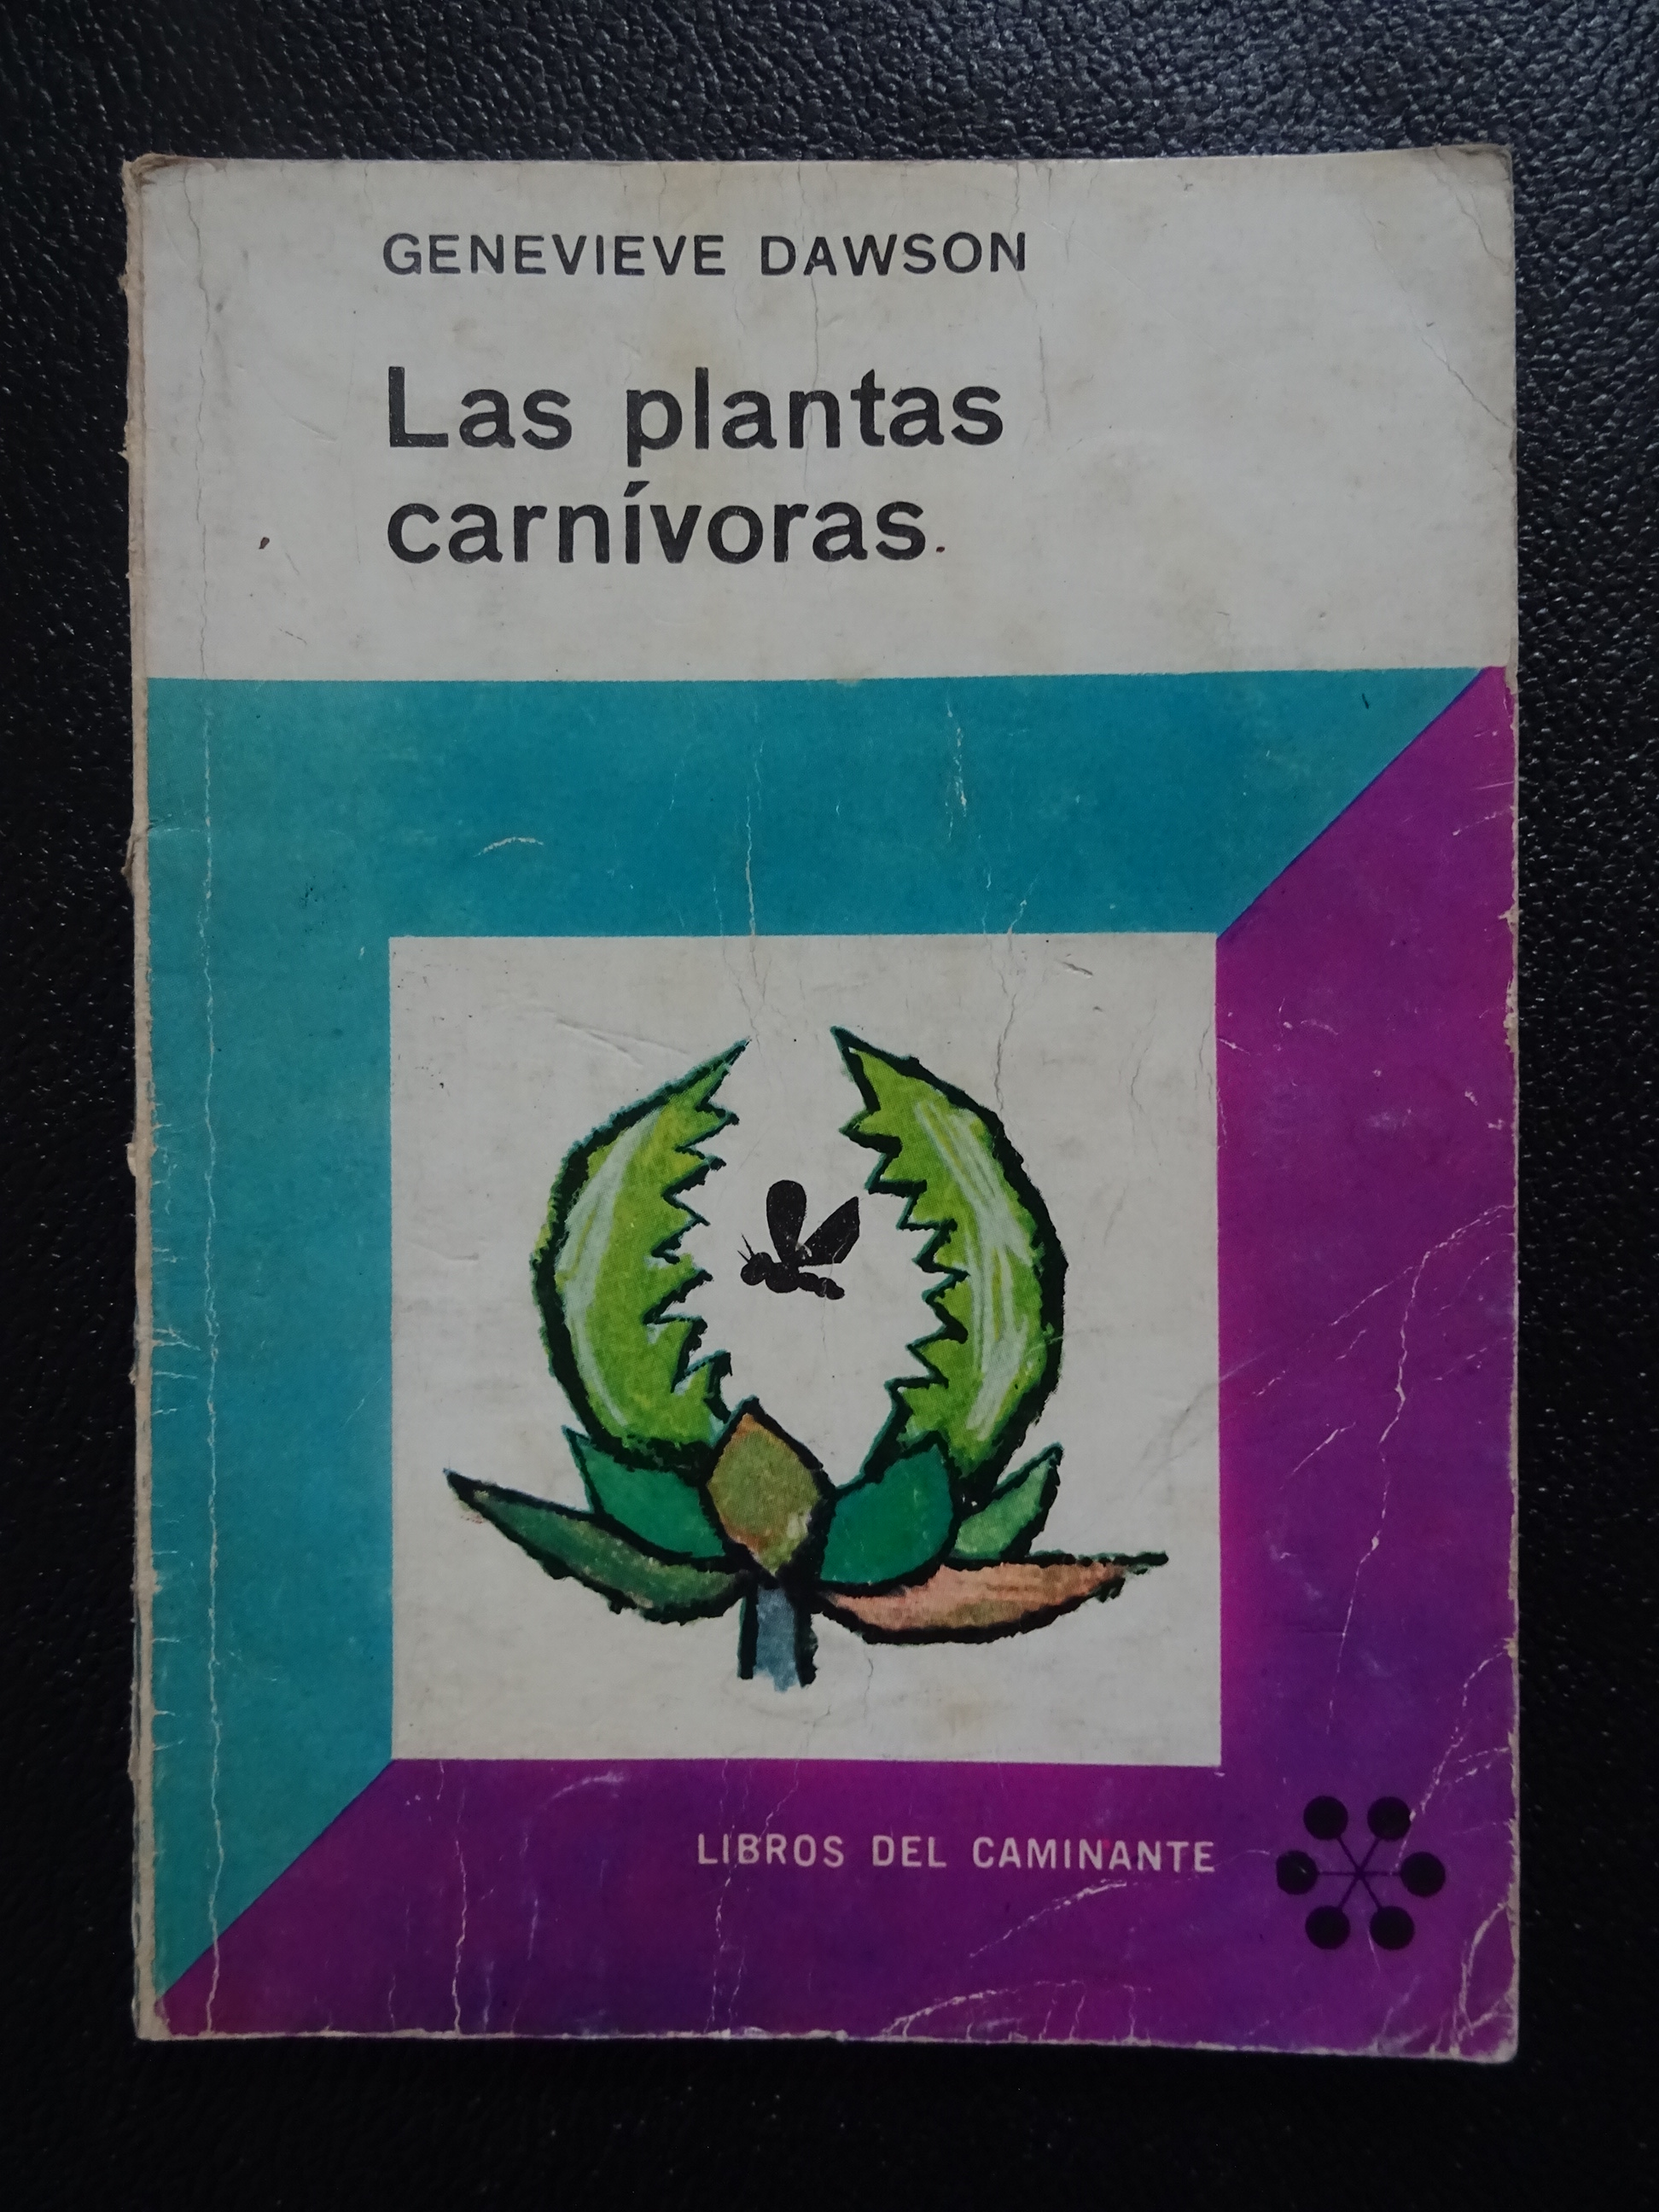 GENEVIEVE DAWSON
Las plantas
carnívoras
LIBROS DEL CAMINANTE